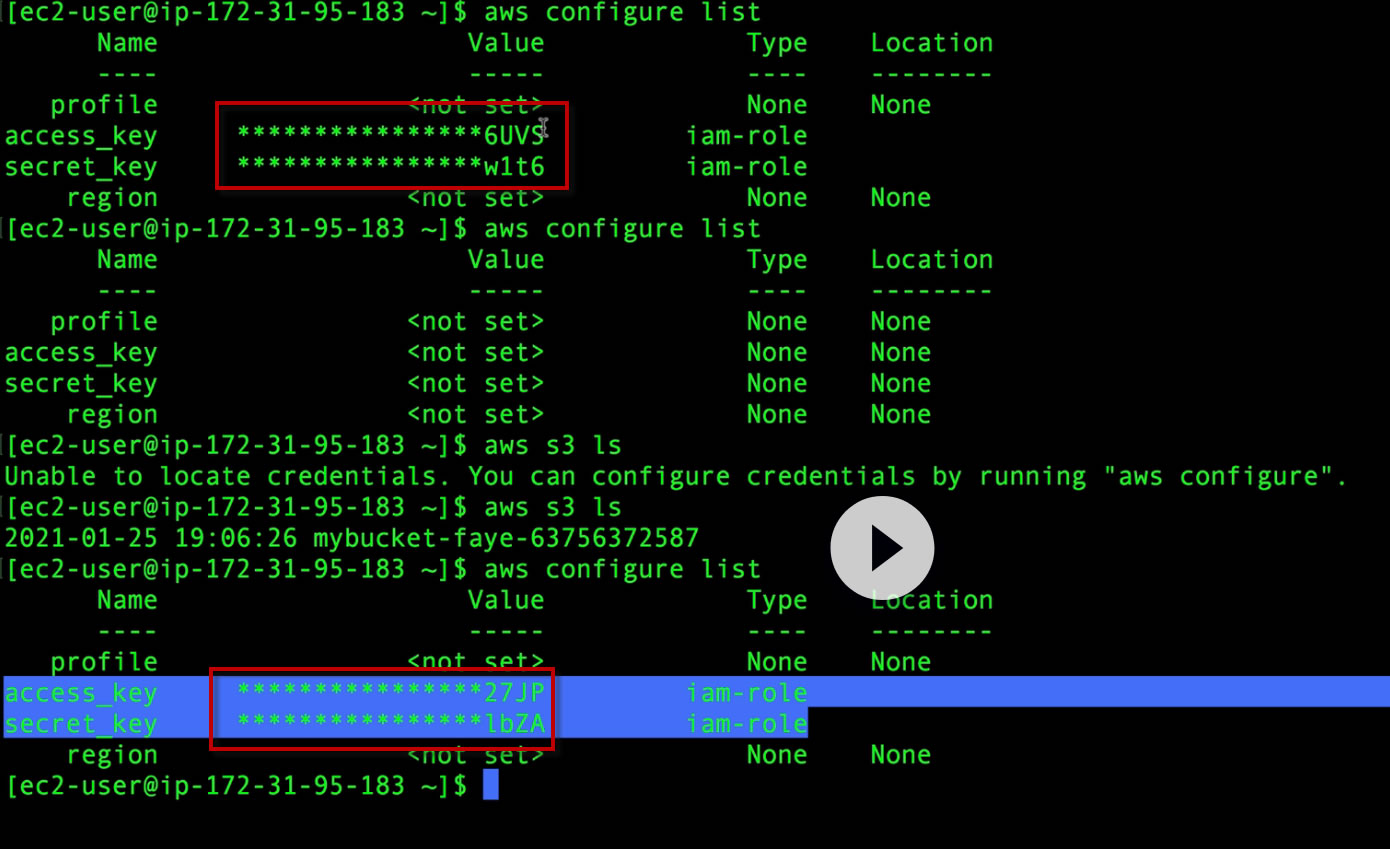 [ec2-user@ip-172-31-95-183 ~]$ aws configure list
Name Value Type Location
---- ----- ---- --------
profile <not set> None None
access_key ****************6UVS iam-role
secret_key ****************w1t6 iam-role
region <not set> None None
[ec2-user@ip-172-31-95-183 ~]$ aws configure list
Name Value Type Location
---- ----- ---- --------
profile <not set> None None
access_key <not set> None None
secret_key <not set> None None
region <not set> None None
[ec2-user@ip-172-31-95-183 ~]$ aws s3 ls
Unable to locate credentials. You can configure credentials by running "aws configure".
[ec2-user@ip-172-31-95-183 ~]$ aws s3 ls
2021-01-25 19:06:26 mybucket-faye-63756372587
[ec2-user@ip-172-31-95-183 ~]$ aws configure list
Name Value Type Location
---- ----- ---- --------
profile <not set> None None
access_key ****************27JP iam-role
secret_key ****************lbZA iam-role
region <not set> None None
[ec2-user@ip-172-31-95-183 ~]$